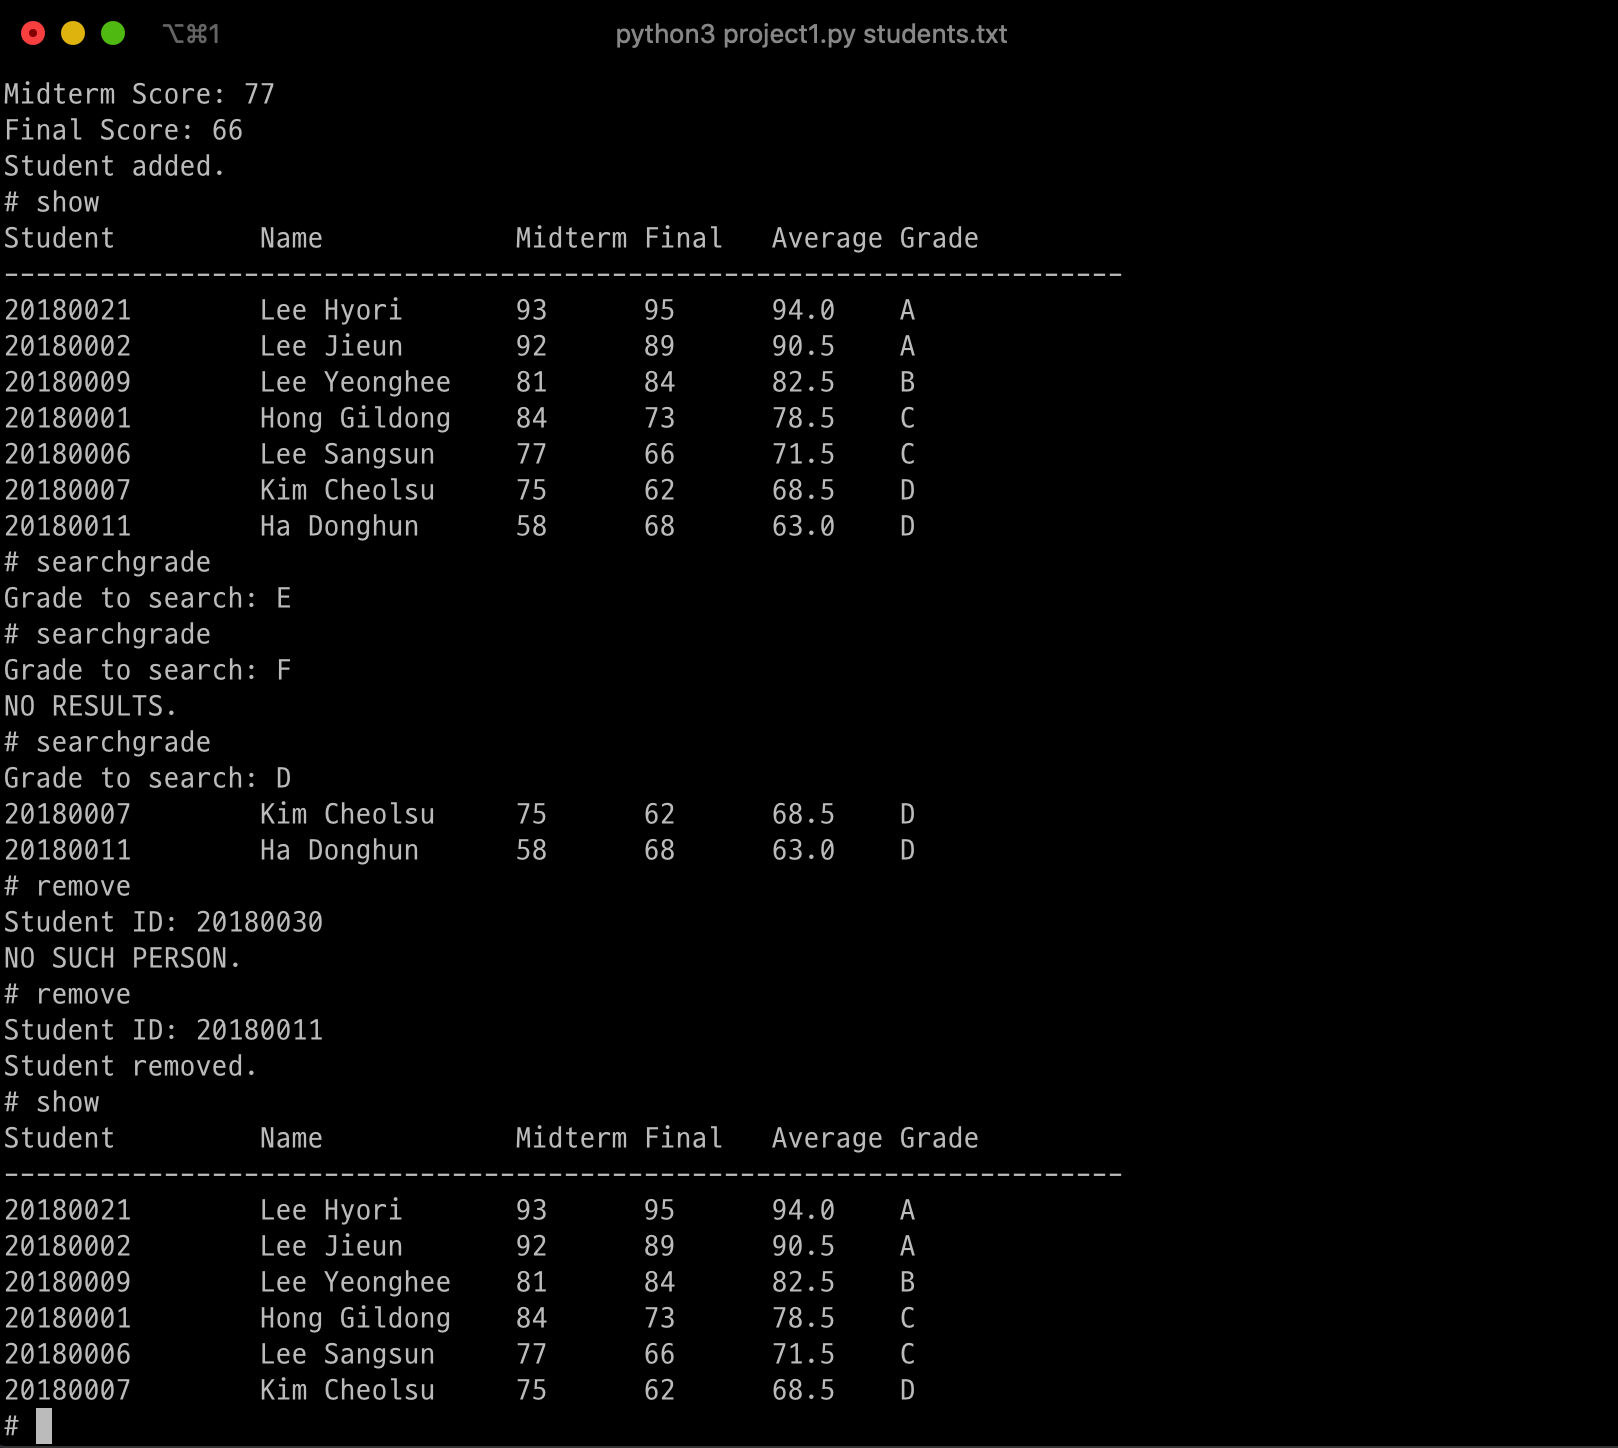 ⌥⌘1 python3 project1.py students.txt
Midterm Score: 77
Final Score: 66
Student added.
# show
Student         Name            Midterm Final   Average Grade
----------------------------------------------------------------------
20180021        Lee Hyori       93      95      94.0    A
20180002        Lee Jieun       92      89      90.5    A
20180009        Lee Yeonghee    81      84      82.5    B
20180001        Hong Gildong    84      73      78.5    C
20180006        Lee Sangsun     77      66      71.5    C
20180007        Kim Cheolsu     75      62      68.5    D
20180011        Ha Donghun      58      68      63.0    D
# searchgrade
Grade to search: E
# searchgrade
Grade to search: F
NO RESULTS.
# searchgrade
Grade to search: D
20180007        Kim Cheolsu     75      62      68.5    D
20180011        Ha Donghun      58      68      63.0    D
# remove
Student ID: 20180030
NO SUCH PERSON.
# remove
Student ID: 20180011
Student removed.
# show
Student         Name            Midterm Final   Average Grade
----------------------------------------------------------------------
20180021        Lee Hyori       93      95      94.0    A
20180002        Lee Jieun       92      89      90.5    A
20180009        Lee Yeonghee    81      84      82.5    B
20180001        Hong Gildong    84      73      78.5    C
20180006        Lee Sangsun     77      66      71.5    C
20180007        Kim Cheolsu     75      62      68.5    D
#